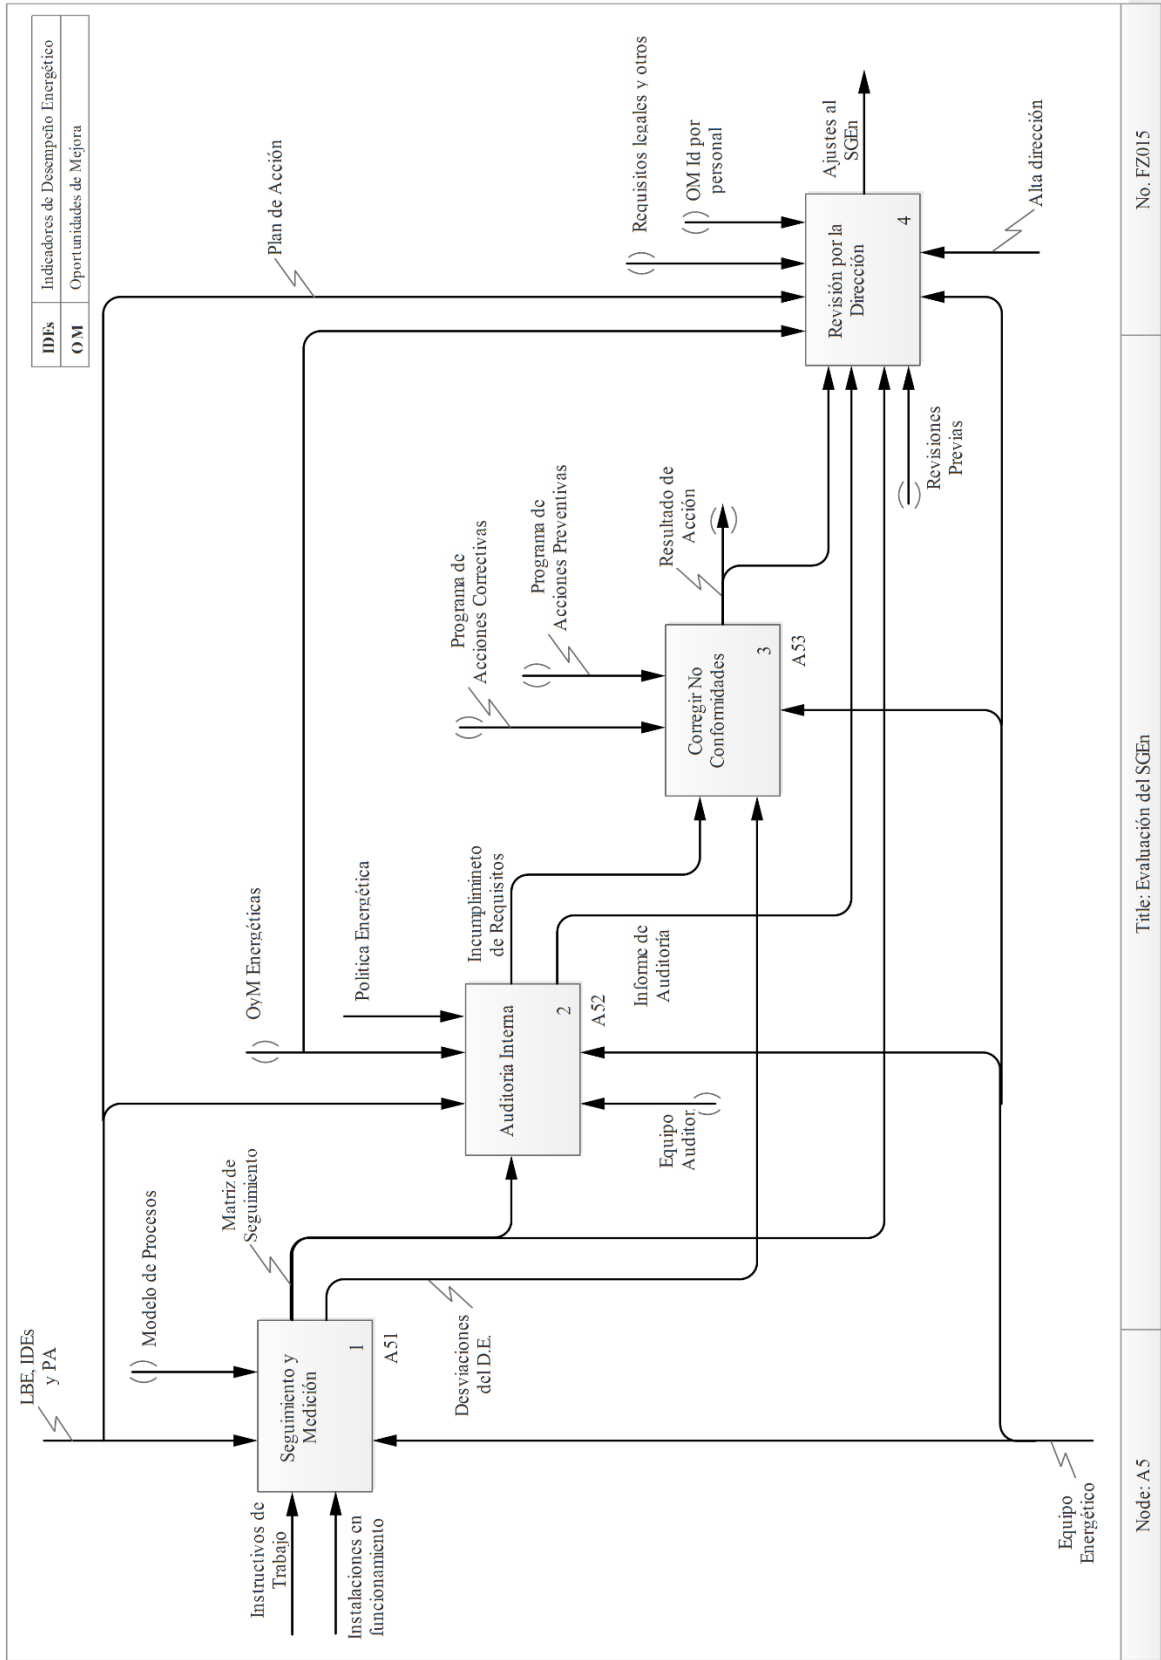 IDEs Indicadores de Desempeño Energético
OM Oportunidades de Mejora
LBE, IDEs
y PA
Modelo de Procesos
Matriz de
Seguimiento
OyM Energéticas
Política Energética
Plan de Acción
Instructivos de
Trabajo
Instalaciones en
funcionamiento
Seguimiento y
Medición
1
A51
Desviaciones
del D.E.
Auditoria Interna
2
A52
Equipo
Auditor
Incumplimineto
de Requisitos
Informe de
Auditoría
Programa de
Acciones Correctivas
Programa de
Acciones Preventivas
Corregir No
Conformidades
3
A53
Resultado de
Acción
Requisitos legales y otros
OM Id por
personal
Revisión por la
Dirección
4
Ajustes al
SGEn
Revisiones
Previas
Alta dirección
Equipo
Energético
Node: A5
Title: Evaluación del SGEn
No. FZ015